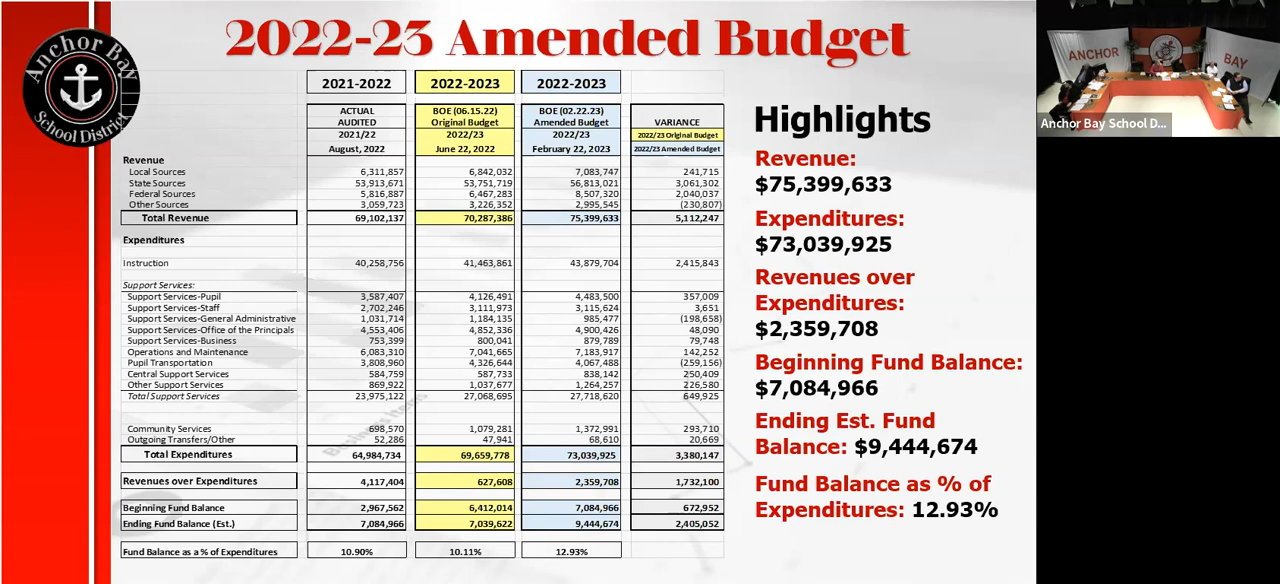 2022-23 Amended Budget
Anchor Bay
School District
2021-2022 2022-2023 2022-2023
ACTUAL BOE (06.15.22) BOE (02.22.23)
AUDITED Original Budget Amended Budget VARIANCE
2021/22 2022/23 2022/23 2022/23 Original Budget
August, 2022 June 22, 2022 February 22, 2023 2022/23 Amended Budget
Revenue
Local Sources 6,311,857 6,842,032 7,083,747 241,715
State Sources 53,913,671 53,751,719 56,813,021 3,061,302
Federal Sources 5,816,887 6,467,283 8,507,320 2,040,037
Other Sources 3,059,723 3,226,352 2,995,545 (230,807)
Total Revenue 69,102,137 70,287,386 75,399,633 5,112,247
Expenditures
Instruction 40,258,756 41,463,861 43,879,704 2,415,843
Support Services:
Support Services-Pupil 3,587,407 4,126,491 4,483,500 357,009
Support Services-Staff 2,702,246 3,111,973 3,115,624 3,651
Support Services-General Administrative 1,031,714 1,184,135 985,477 (198,658)
Support Services-Office of the Principals 4,553,406 4,852,336 4,900,426 48,090
Support Services-Business 753,399 800,041 879,789 79,748
Operations and Maintenance 6,083,310 7,041,665 7,183,917 142,252
Pupil Transportation 3,808,960 4,326,644 4,067,488 (259,156)
Central Support Services 584,759 587,733 838,142 250,409
Other Support Services 869,922 1,037,677 1,264,257 226,580
Total Support Services 23,975,122 27,068,695 27,718,620 649,925
Community Services 698,570 1,079,281 1,372,991 293,710
Outgoing Transfers/Other 52,286 47,941 68,610 20,669
Total Expenditures 64,984,734 69,659,778 73,039,925 3,380,147
Revenues over Expenditures 4,117,404 627,608 2,359,708 1,732,100
Beginning Fund Balance 2,967,562 6,412,014 7,084,966 672,952
Ending Fund Balance (Est.) 7,084,966 7,039,622 9,444,674 2,405,052
Fund Balance as a % of Expenditures 10.90% 10.11% 12.93%
Highlights
Revenue:
$75,399,633
Expenditures:
$73,039,925
Revenues over
Expenditures:
$2,359,708
Beginning Fund Balance:
$7,084,966
Ending Est. Fund
Balance: $9,444,674
Fund Balance as % of
Expenditures: 12.93%
ANCHOR BAY
Anchor Bay School D...